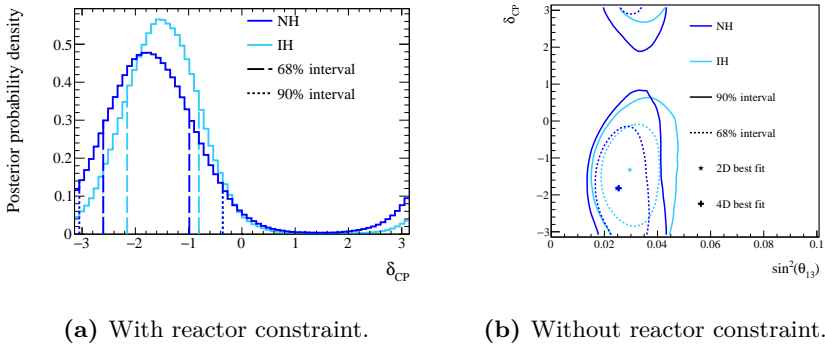 Posterior probability density
0.5
0.4
0.3
0.2
0.1
0
−3 −2 −1 0 1 2 3
δCP
NH
IH
68% interval
90% interval
(a) With reactor constraint.
δCP
3
2
1
0
−1
−2
−3
0 0.02 0.04 0.06 0.08 0.1
sin²(θ₁₃)
NH
IH
90% interval
68% interval
2D best fit
4D best fit
(b) Without reactor constraint.